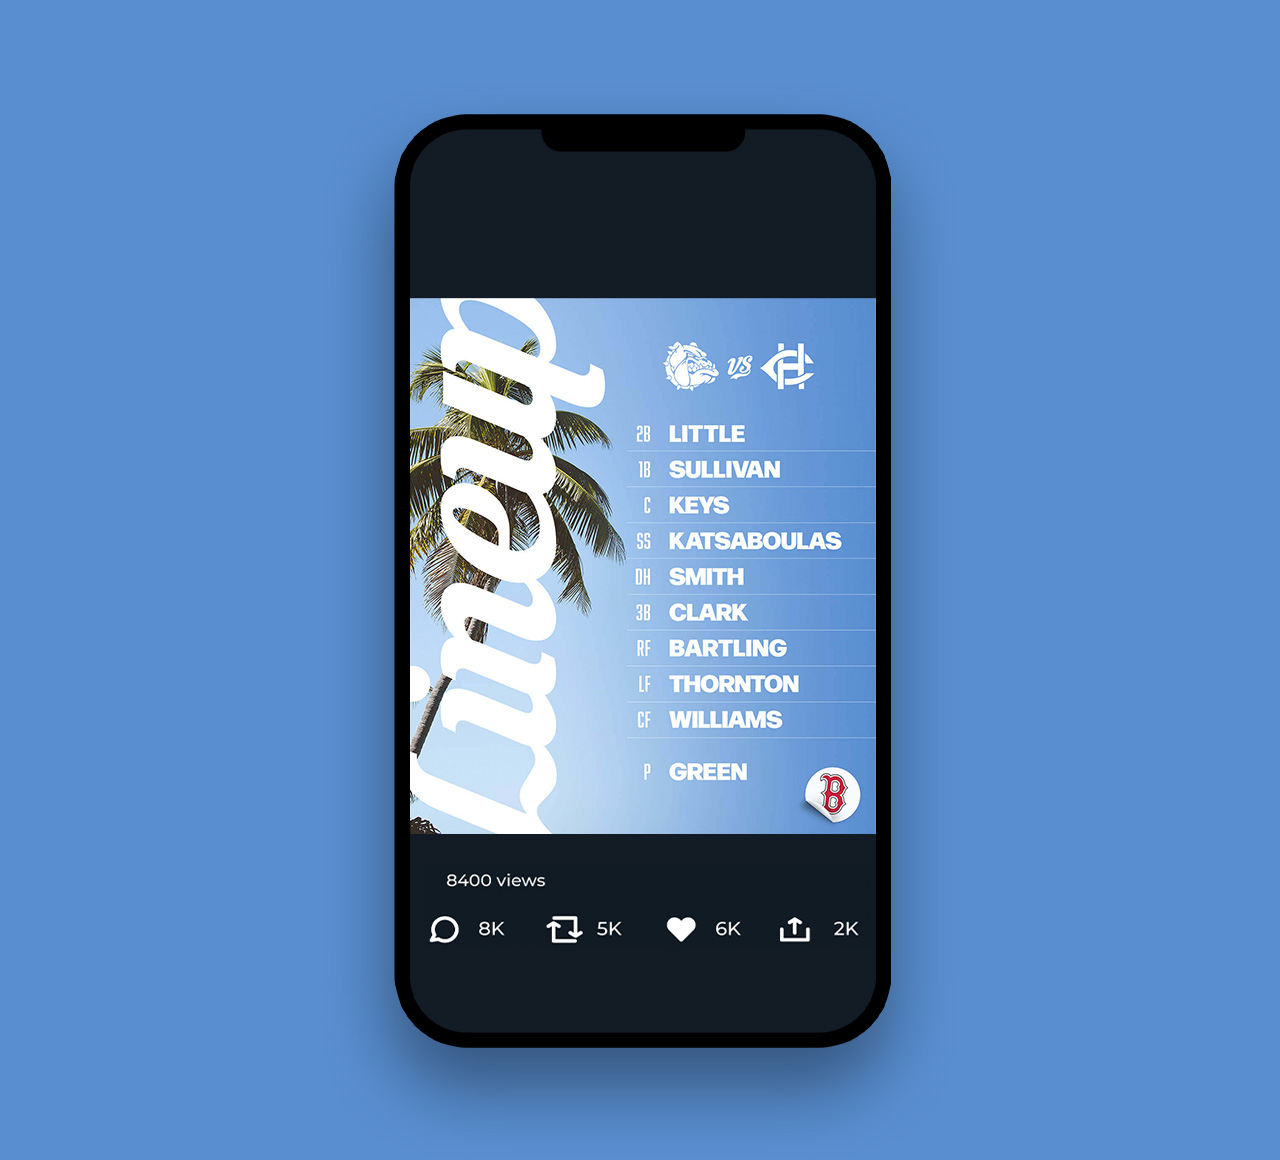 Lineup
VS
2B LITTLE
1B SULLIVAN
C KEYS
SS KATSABOULAS
DH SMITH
3B CLARK
RF BARTLING
LF THORNTON
CF WILLIAMS
P GREEN
B
8400 views
8K 5K 6K 2K